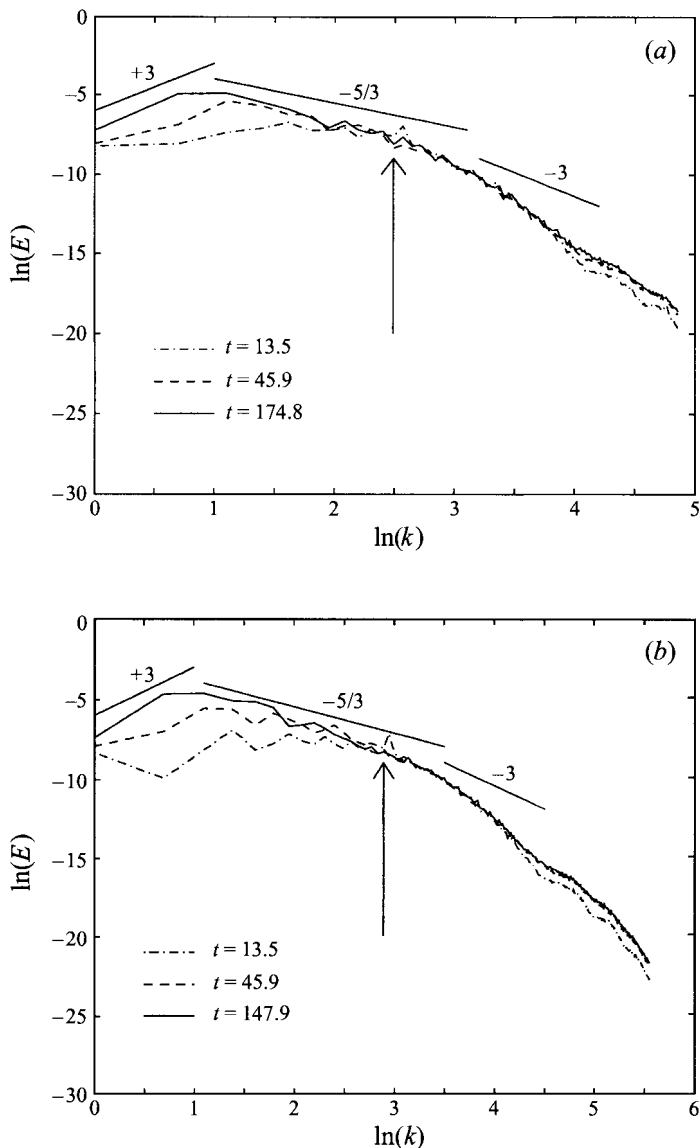 0
(a)
+3
−5/3
−5
−3
−10
ln(E)
−15
−20
t = 13.5
−25
t = 45.9
t = 174.8
−30
0 1 2 3 4 5
ln(k)
0
(b)
+3
−5
−5/3
−3
−10
ln(E)
−15
−20
t = 13.5
−25
t = 45.9
t = 147.9
−30
0 1 2 3 4 5 6
ln(k)